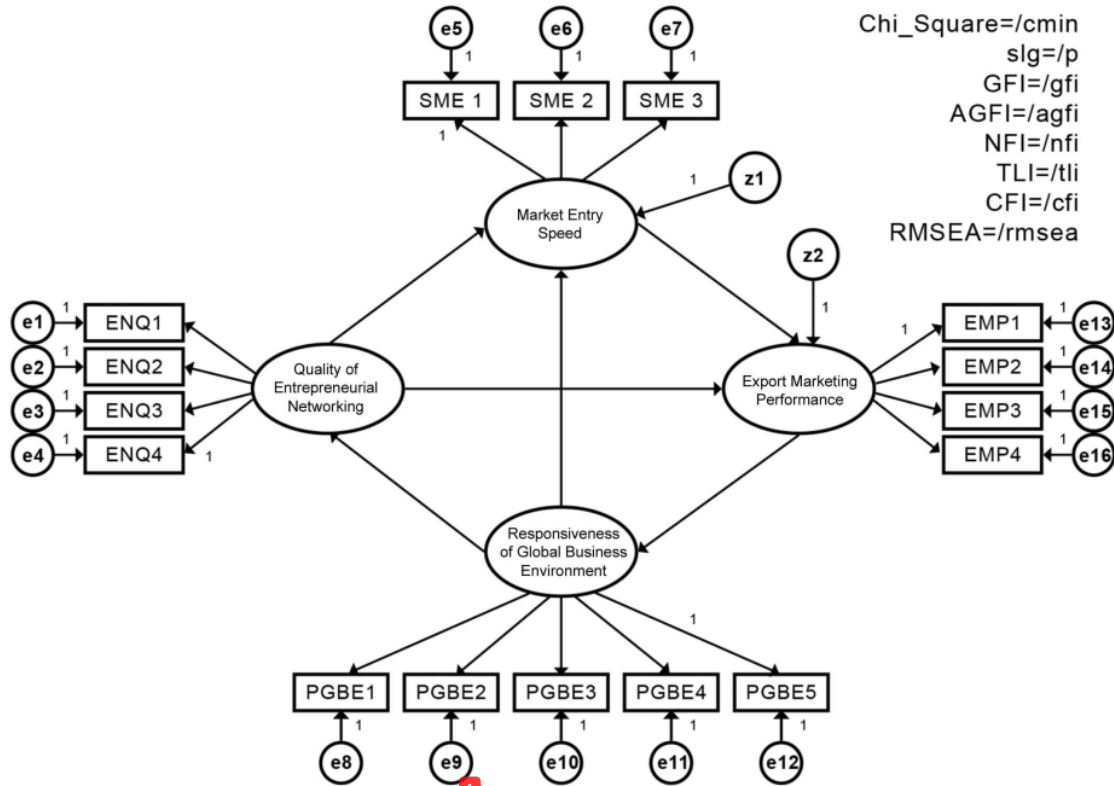 e5
e6
e7
1
1
1
SME 1
SME 2
SME 3
1
Chi_Square=/cmin
sig=/p
GFI=/gfi
AGFI=/agfi
NFI=/nfi
TLI=/tli
CFI=/cfi
RMSEA=/rmsea
z1
1
Market Entry
Speed
z2
1
e1
1
ENQ1
e2
1
ENQ2
e3
1
ENQ3
e4
1
ENQ4
1
Quality of
Entrepreneurial
Networking
Export Marketing
Performance
1
EMP1
1
e13
EMP2
1
e14
EMP3
1
e15
EMP4
1
e16
Responsiveness
of Global Business
Environment
1
PGBE1
PGBE2
PGBE3
PGBE4
PGBE5
1
1
1
1
1
e8
e9
e10
e11
e12